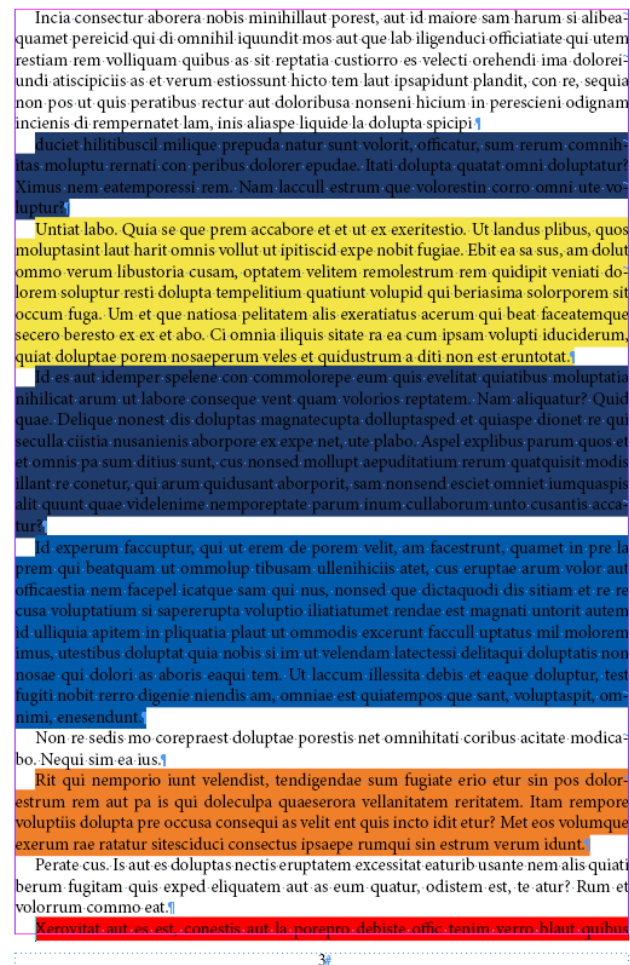 Incia consectur aborera nobis minihillaut porest, aut id maiore sam harum si alibea-
quamet pereicid qui di omnihil iquundit mos aut que lab iligenduci officiatiate qui utem
restiam rem volliquam quibus as sit reptatia custiorro es velecti orehendi ima dolorei-
undi atiscipiciis as et verum estiossunt hicto tem laut ipsapidunt plandit, con re, sequia
non pos ut quis peratibus rectur aut doloribusa nonseni hicium in perescieni odignam
incienis di rempernatet lam, inis aliaspe liquide la dolupta spicipi¶
duciet hilitibuscil milique prepuda natur sunt volorit, officatur, sum rerum comnih-
itas moluptu rernati con peribus dolorer epudae. Itati dolupta quatat omni doluptatur?
Ximus nem eatemporessi rem. Nam laccull estrum que volorestin corro omni ute vo-
luptur?¶
Untiat labo. Quia se que prem accabore et et ut ex exeritestio. Ut landus plibus, quos
moluptasint laut harit omnis vollut ut ipitiscid expe nobit fugiae. Ebit ea sa sus, am dolut
ommo verum libustoria cusam, optatem velitem remolestrum rem quidipit veniati do-
lorem soluptur resti dolupta tempelitium quatiunt volupid qui beriasima solorporem sit
occum fuga. Um et que natiosa pelitatem alis exeratiatus acerum qui beat faceatemque
secero beresto ex ex et abo. Ci omnia iliquis sitate ra ea cum ipsam volupti iduciderum,
quiat doluptae porem nosaeperum veles et quidustrum a diti non est eruntotat.¶
Id es aut idemper spelene con commolorepe eum quis evelitat quiatibus moluptatia
nihilicat arum ut labore conseque vent quam volorios reptatem. Nam aliquatur? Quid
quae. Delique nonest dis doluptas magnatecupta dolluptasped et quiaspe dionet re qui
seculla ciistia nusanienis aborpore ex expe net, ute plabo. Aspel explibus parum quos et
et omnis pa sum ditius sunt, cus nonsed mollupt aepuditatium rerum quatquisit modis
illant re conetur, qui arum quidusant aborporit, sam nonsend esciet omniet iumquaspis
alit quunt quae videlenime nemporeptate parum inum cullaborum unto cusantis acca-
tur?¶
Id experum faccuptur, qui ut erem de porem velit, am facestrunt, quamet in pre la
prem qui beatquam ut ommolup tibusam ullenihiciis atet, cus eruptae arum volor aut
officaestia nem facepel icatque sam qui nus, nonsed que dictaquodi dis sitiam et re re
cusa voluptatium si sapererupta voluptio iliatiatumet rendae est magnati untorit autem
id ulliquia apitem in pliquatia plaut ut ommodis excerunt faccull uptatus mil molorem
imus, utestibus doluptat quia nobis si im ut velendam latectessi delitaqui doluptatis non
nosae qui dolori as aboris eaqui tem. Ut laccum illessita debis et eaque doluptur, test
fugiti nobit rerro digenie niendis am, omniae est quiatempos que sant, voluptaspit, om-
nimi, enesendunt.¶
Non re sedis mo corepraest doluptae porestis net omnihitati coribus acitate modica-
bo. Nequi sim ea ius.¶
Rit qui nemporio iunt velendist, tendigendae sum fugiate erio etur sin pos dolor-
estrum rem aut pa is qui doleculpa quaeserora vellanitatem reritatem. Itam rempore
voluptiis dolupta pre occusa consequi as velit ent quis incto idit etur? Met eos volumque
exerum rae ratatur sitesciduci consectus ipsaepe rumqui sin estrum verum idunt.¶
Perate cus. Is aut es doluptas nectis eruptatem excessitat eaturib usante nem alis quiati
berum fugitam quis exped eliquatem aut as eum quatur, odistem est, te atur? Rum et
volorrum commo eat.¶
Xerovitat aut es est, conestis aut la porepro debiste offic tenim verro blaut quibus
3#